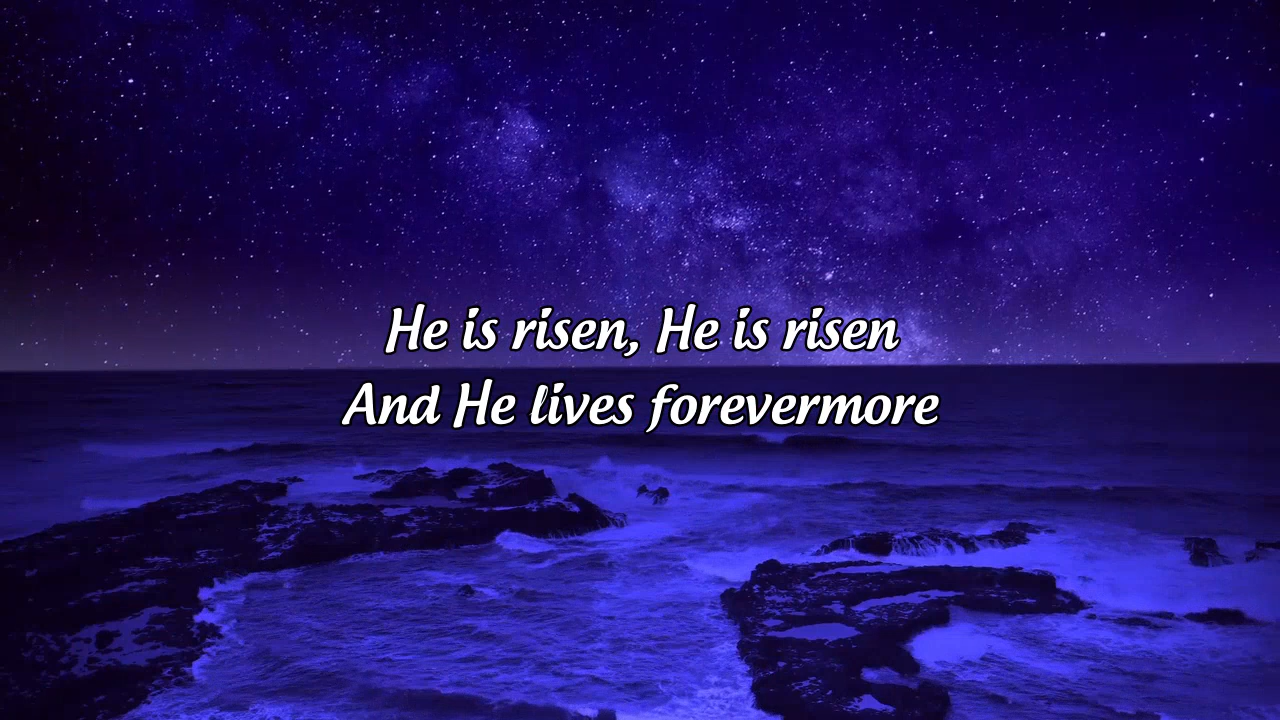 He is risen, He is risen
And He lives forevermore